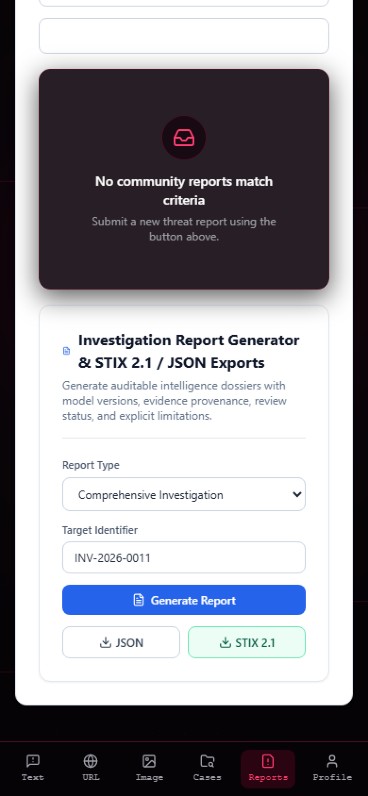 No community reports match
criteria
Submit a new threat report using the
button above.
Investigation Report Generator
& STIX 2.1 / JSON Exports
Generate auditable intelligence dossiers with
model versions, evidence provenance, review
status, and explicit limitations.
Report Type
Comprehensive Investigation
Target Identifier
INV-2026-0011
Generate Report
JSON STIX 2.1
Text URL Image Cases Reports Profile